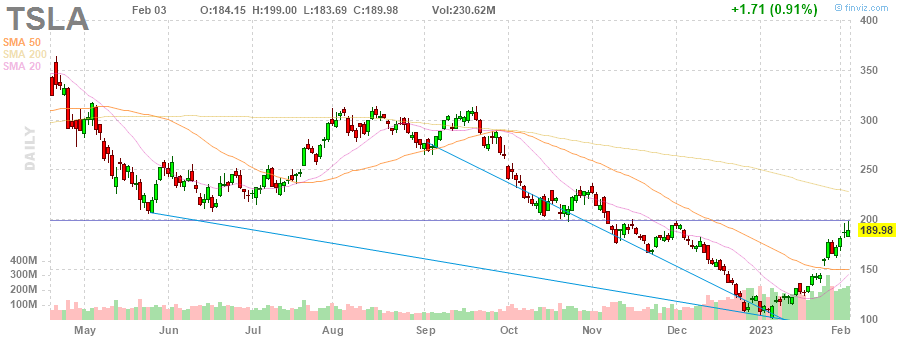 TSLA
Feb 03 O:184.15 H:199.00 L:183.69 C:189.98 Vol:230.62M +1.71 (0.91%)
© finviz.com
SMA 50
SMA 200
SMA 20
DAILY
400
350
300
250
200
189.98
150
100
400M
300M
200M
100M
May Jun Jul Aug Sep Oct Nov Dec 2023 Feb